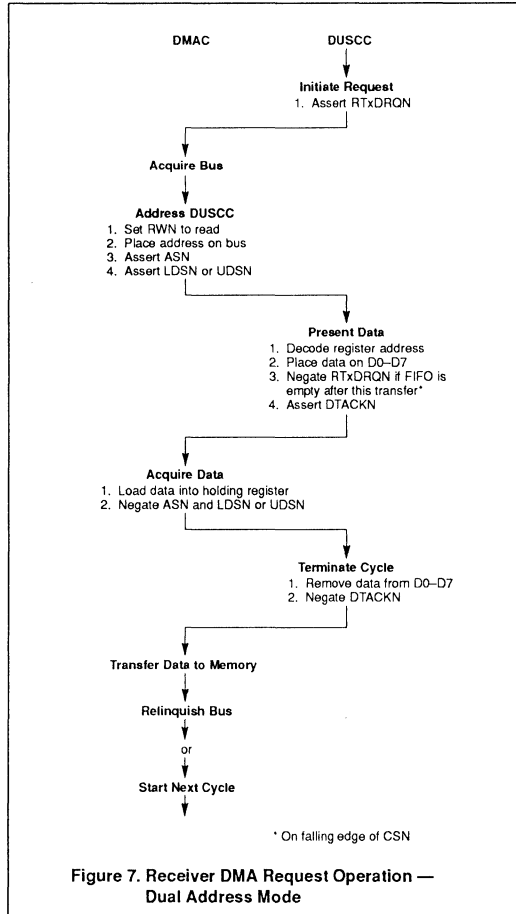 DMAC DUSCC
Initiate Request
1. Assert RTxDRQN
Acquire Bus
Address DUSCC
1. Set RWN to read
2. Place address on bus
3. Assert ASN
4. Assert LDSN or UDSN
Present Data
1. Decode register address
2. Place data on D0–D7
3. Negate RTxDRQN if FIFO is
empty after this transfer*
4. Assert DTACKN
Acquire Data
1. Load data into holding register
2. Negate ASN and LDSN or UDSN
Terminate Cycle
1. Remove data from D0–D7
2. Negate DTACKN
Transfer Data to Memory
Relinquish Bus
or
Start Next Cycle
* On falling edge of CSN
Figure 7. Receiver DMA Request Operation —
Dual Address Mode